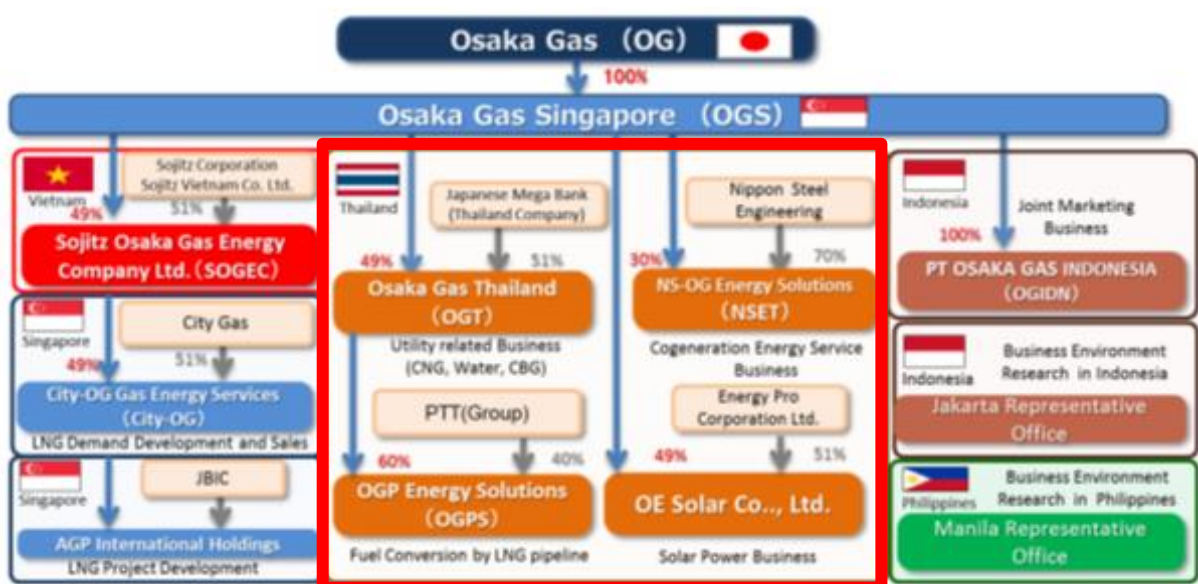 Osaka Gas (OG)
100%
Osaka Gas Singapore (OGS)
Vietnam
Sojitz Corporation
Sojitz Vietnam Co. Ltd.
49%
51%
Sojitz Osaka Gas Energy
Company Ltd. (SOGEC)
Singapore
City Gas
49%
51%
City-OG Gas Energy Services
(City-OG)
LNG Demand Development and Sales
Singapore
JBIC
AGP International Holdings
LNG Project Development
Thailand
Japanese Mega Bank
(Thailand Company)
49%
51%
Osaka Gas Thailand
(OGT)
Utility related Business
(CNG, Water, CBG)
PTT(Group)
60%
40%
OGP Energy Solutions
(OGPS)
Fuel Conversion by LNG pipeline
Nippon Steel
Engineering
30%
70%
NS-OG Energy Solutions
(NSET)
Cogeneration Energy Service
Business
Energy Pro
Corporation Ltd.
49%
51%
OE Solar Co.., Ltd.
Solar Power Business
Indonesia
Joint Marketing
Business
100%
PT OSAKA GAS INDONESIA
(OGIDN)
Indonesia
Business Environment
Research in Indonesia
Jakarta Representative
Office
Philippines
Business Environment
Research in Philippines
Manila Representative
Office